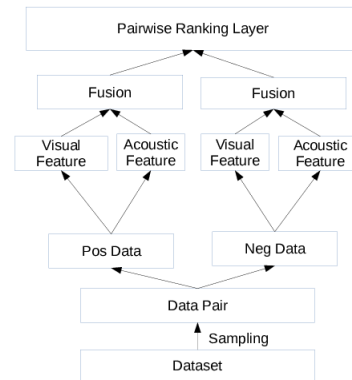 Pairwise Ranking Layer
Fusion
Fusion
Visual
Feature
Acoustic
Feature
Visual
Feature
Acoustic
Feature
Pos Data
Neg Data
Data Pair
Sampling
Dataset